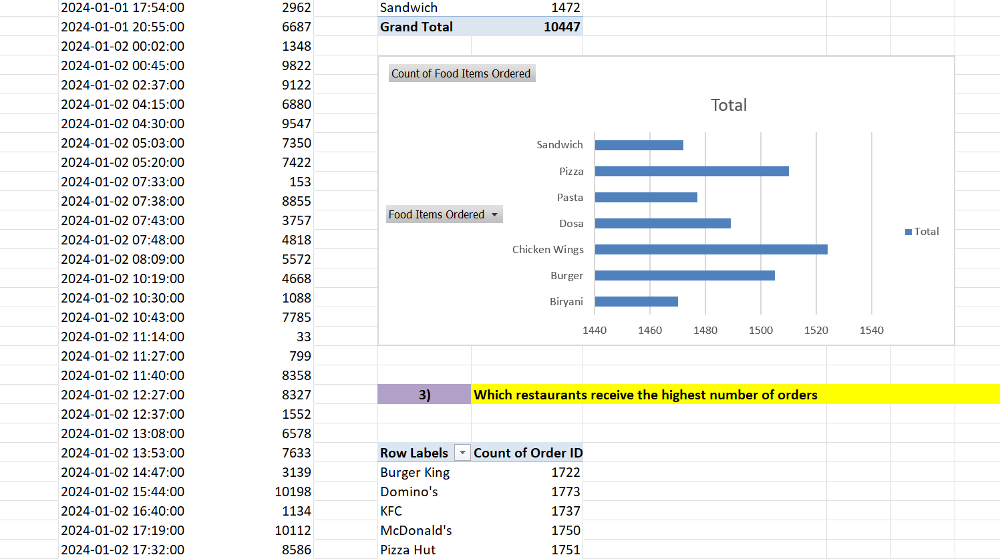 2024-01-01 17:54:00 2962 Sandwich 1472
2024-01-01 20:55:00 6687 Grand Total 10447
2024-01-02 00:02:00 1348
2024-01-02 00:45:00 9822
2024-01-02 02:37:00 9122
2024-01-02 04:15:00 6880
2024-01-02 04:30:00 9547
2024-01-02 05:03:00 7350
2024-01-02 05:20:00 7422
2024-01-02 07:33:00 153
2024-01-02 07:38:00 8855
2024-01-02 07:43:00 3757
2024-01-02 07:48:00 4818
2024-01-02 08:09:00 5572
2024-01-02 10:19:00 4668
2024-01-02 10:30:00 1088
2024-01-02 10:43:00 7785
2024-01-02 11:14:00 33
2024-01-02 11:27:00 799
2024-01-02 11:40:00 8358
2024-01-02 12:27:00 8327
2024-01-02 12:37:00 1552
2024-01-02 13:08:00 6578
2024-01-02 13:53:00 7633
2024-01-02 14:47:00 3139
2024-01-02 15:44:00 10198
2024-01-02 16:40:00 1134
2024-01-02 17:19:00 10112
2024-01-02 17:32:00 8586
Count of Food Items Ordered
Total
Sandwich
Pizza
Pasta
Food Items Ordered
Dosa
Total
Chicken Wings
Burger
Biryani
1440 1460 1480 1500 1520 1540
3) Which restaurants receive the highest number of orders
Row Labels Count of Order ID
Burger King 1722
Domino's 1773
KFC 1737
McDonald's 1750
Pizza Hut 1751